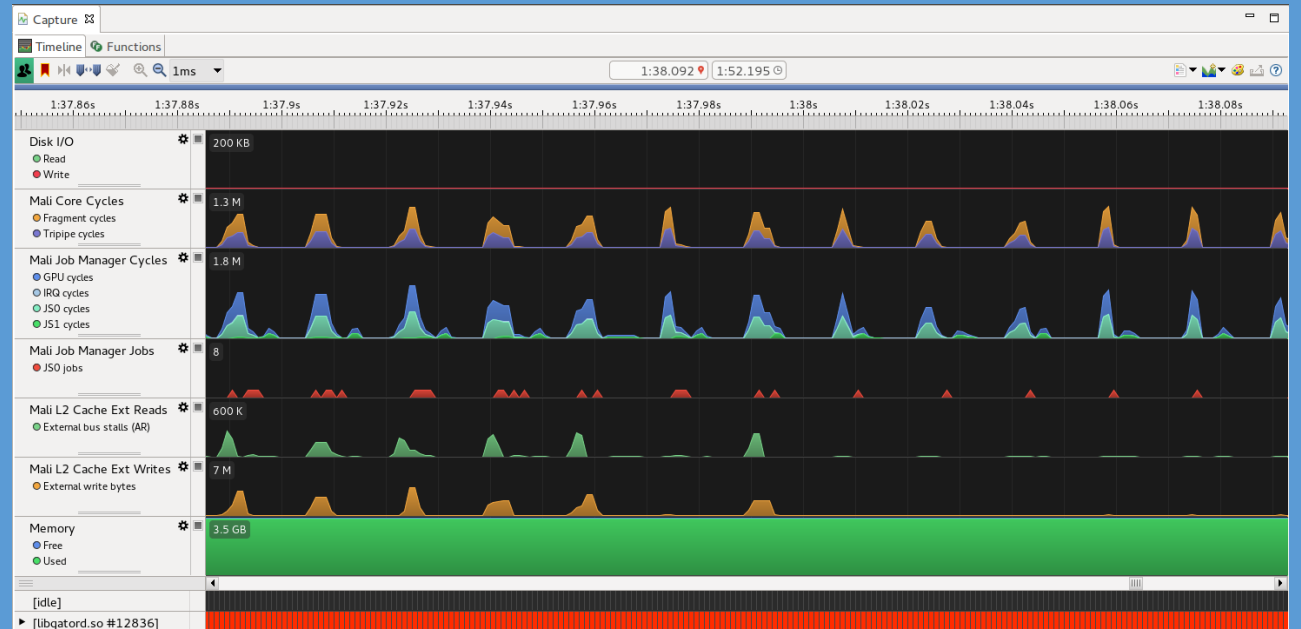 Capture
Timeline Functions
1ms 1:38.092 1:52.195
1:37.86s 1:37.88s 1:37.9s 1:37.92s 1:37.94s 1:37.96s 1:37.98s 1:38s 1:38.02s 1:38.04s 1:38.06s 1:38.08s
Disk I/O 200 KB
Read
Write
Mali Core Cycles 1.3 M
Fragment cycles
Tripipe cycles
Mali Job Manager Cycles 1.8 M
GPU cycles
IRQ cycles
JS0 cycles
JS1 cycles
Mali Job Manager Jobs 8
JS0 jobs
Mali L2 Cache Ext Reads 600 K
External bus stalls (AR)
Mali L2 Cache Ext Writes 7 M
External write bytes
Memory 3.5 GB
Free
Used
[idle]
[libgatord.so #12836]